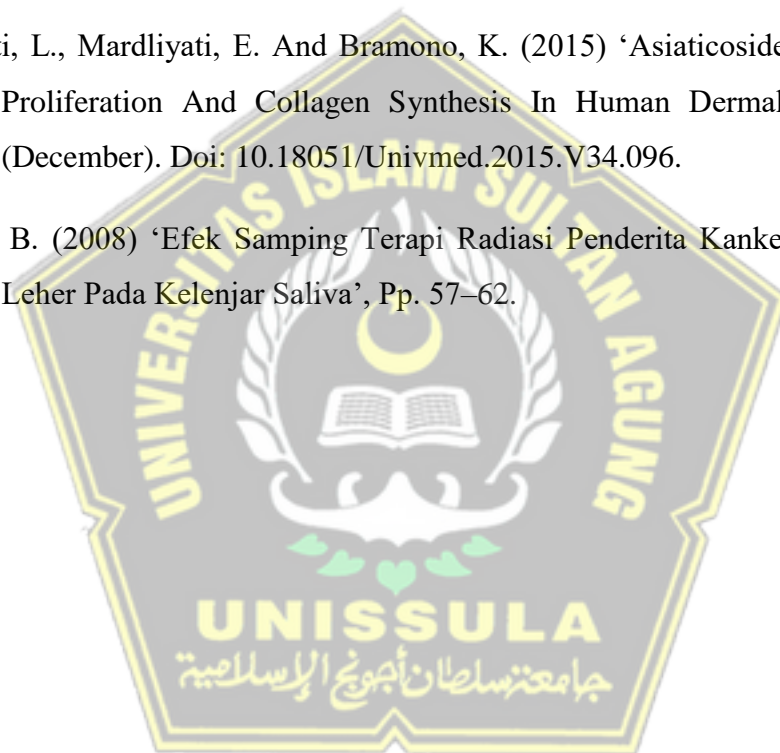 ti, L., Mardliyati, E. And Bramono, K. (2015) ‘Asiaticoside
Proliferation And Collagen Synthesis In Human Dermal
(December). Doi: 10.18051/Univmed.2015.V34.096.
B. (2008) ‘Efek Samping Terapi Radiasi Penderita Kanke
Leher Pada Kelenjar Saliva’, Pp. 57–62.
UNIVERSITAS ISLAM SULTAN AGUNG
UNISSULA
جامعتنسلطان أجونج الإسلامية